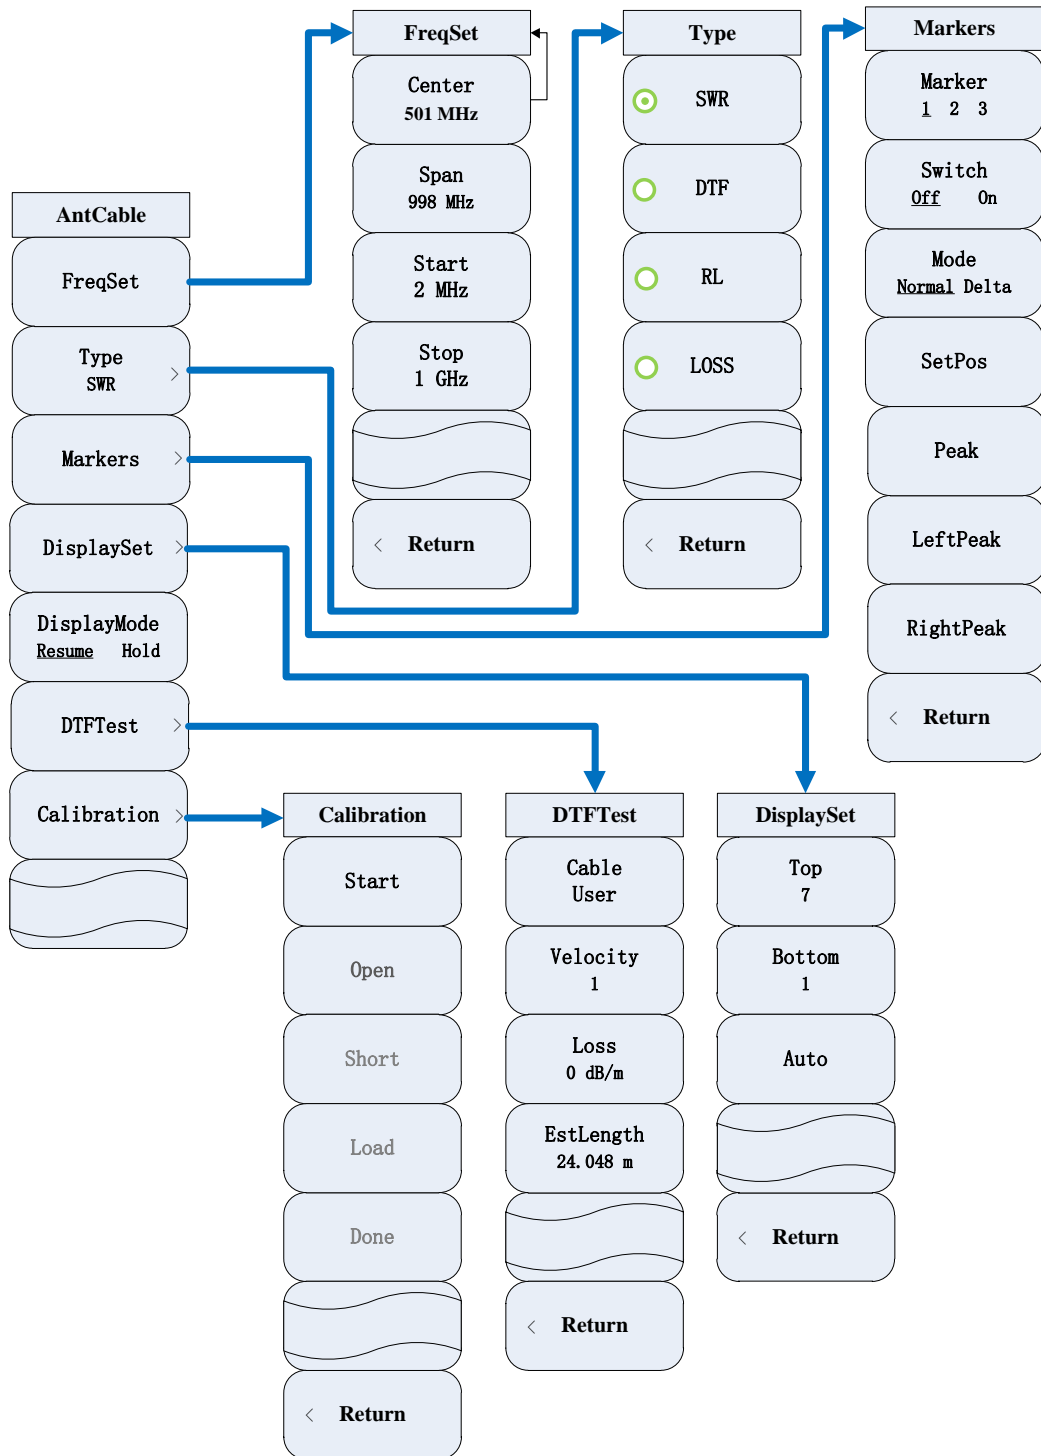 AntCable
FreqSet
Type
SWR
Markers
DisplaySet
DisplayMode
Resume Hold
DTFTest
Calibration
FreqSet
Center
501 MHz
Span
998 MHz
Start
2 MHz
Stop
1 GHz
Return
Type
SWR
DTF
RL
LOSS
Return
Markers
Marker
1 2 3
Switch
Off On
Mode
Normal Delta
SetPos
Peak
LeftPeak
RightPeak
Return
Calibration
Start
Open
Short
Load
Done
Return
DTFTest
Cable
User
Velocity
1
Loss
0 dB/m
EstLength
24.048 m
Return
DisplaySet
Top
7
Bottom
1
Auto
Return